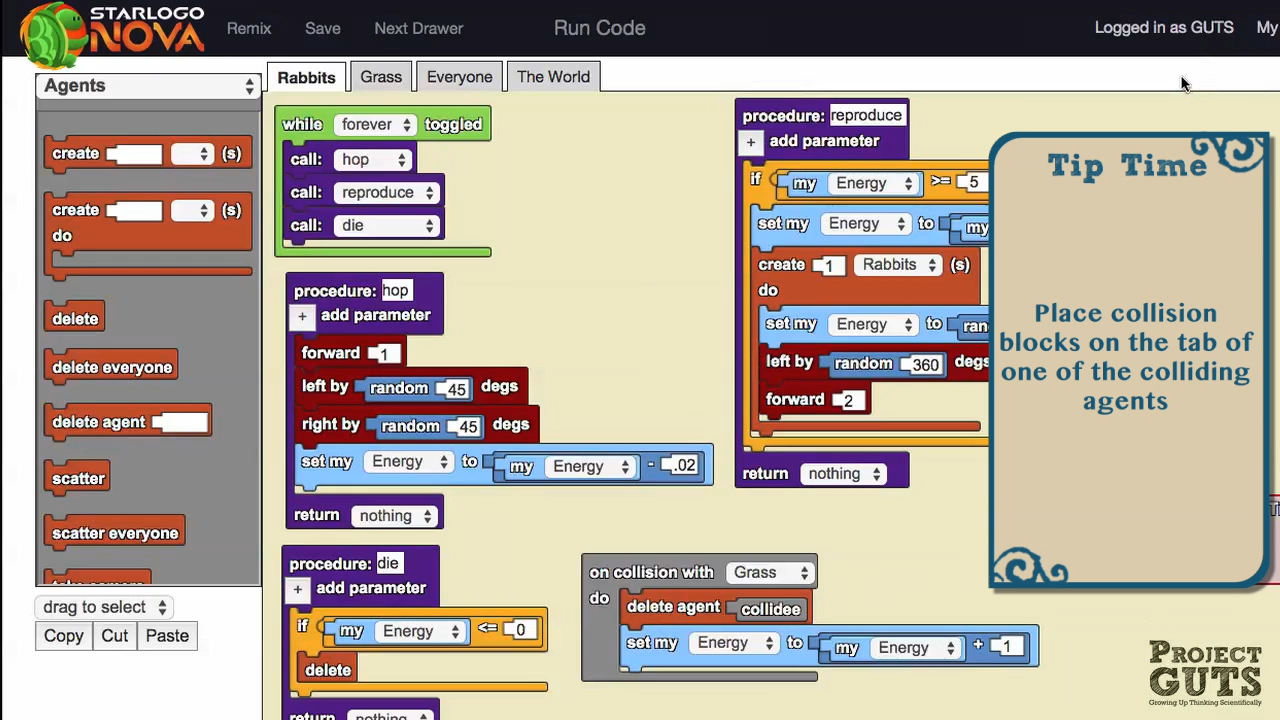 STARLOGO
NOVA
Remix Save Next Drawer Run Code Logged in as GUTS My
Agents
Rabbits Grass Everyone The World
create (s)
create (s)
do
delete
delete everyone
delete agent
scatter
scatter everyone
drag to select
Copy Cut Paste
while forever toggled
call: hop
call: reproduce
call: die
procedure: hop
+ add parameter
forward 1
left by random 45 degs
right by random 45 degs
set my Energy to my Energy - .02
return nothing
procedure: die
+ add parameter
if my Energy <= 0
delete
return nothing
procedure: reproduce
+ add parameter
if my Energy >= 5
set my Energy to my
create 1 Rabbits (s)
do
set my Energy to ran
left by random 360 degs
forward 2
return nothing
on collision with Grass
do delete agent collidee
set my Energy to my Energy + 1
Tip Time
Place collision
blocks on the tab of
one of the colliding
agents
PROJECT
GUTS
Growing Up Thinking Scientifically